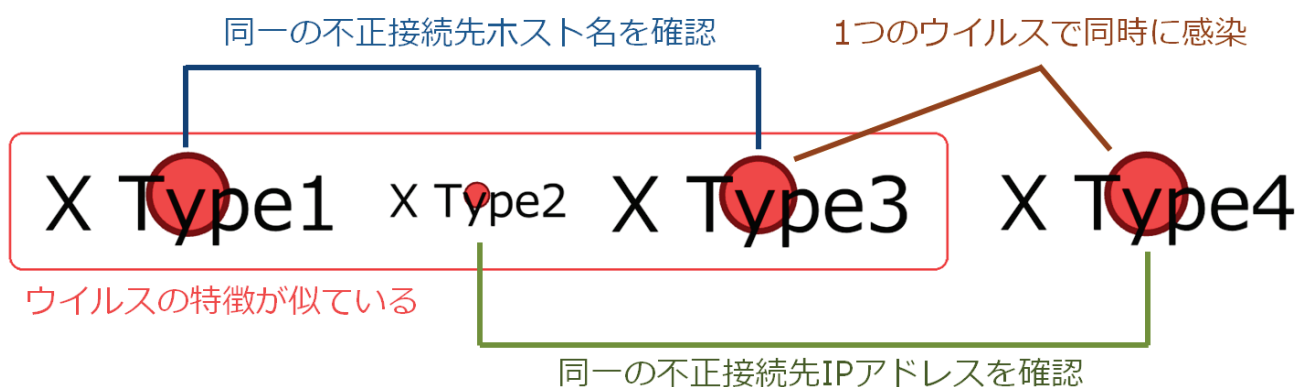 同一の不正接続先ホスト名を確認
1つのウイルスで同時に感染
X Type1
X Type2
X Type3
X Type4
ウイルスの特徴が似ている
同一の不正接続先IPアドレスを確認